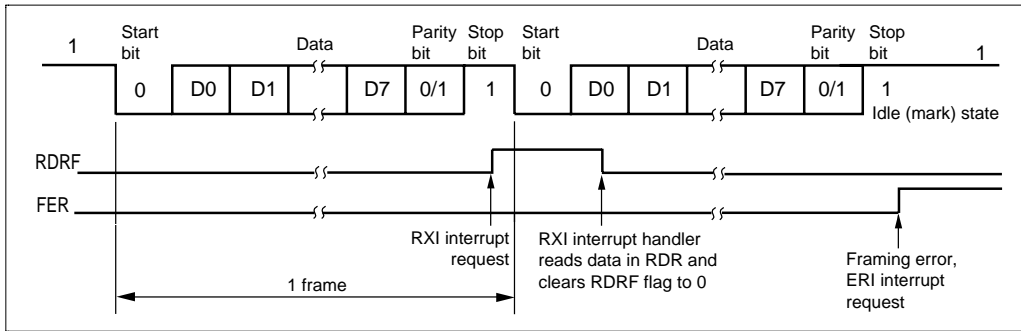 1
Start
bit
Data
Parity
bit
Stop
bit
Start
bit
Data
Parity
bit
Stop
bit
1
0 D0 D1 D7 0/1 1 0 D0 D1 D7 0/1 1
Idle (mark) state
RDRF
FER
RXI interrupt
request
RXI interrupt handler
reads data in RDR and
clears RDRF flag to 0
Framing error,
ERI interrupt
request
1 frame